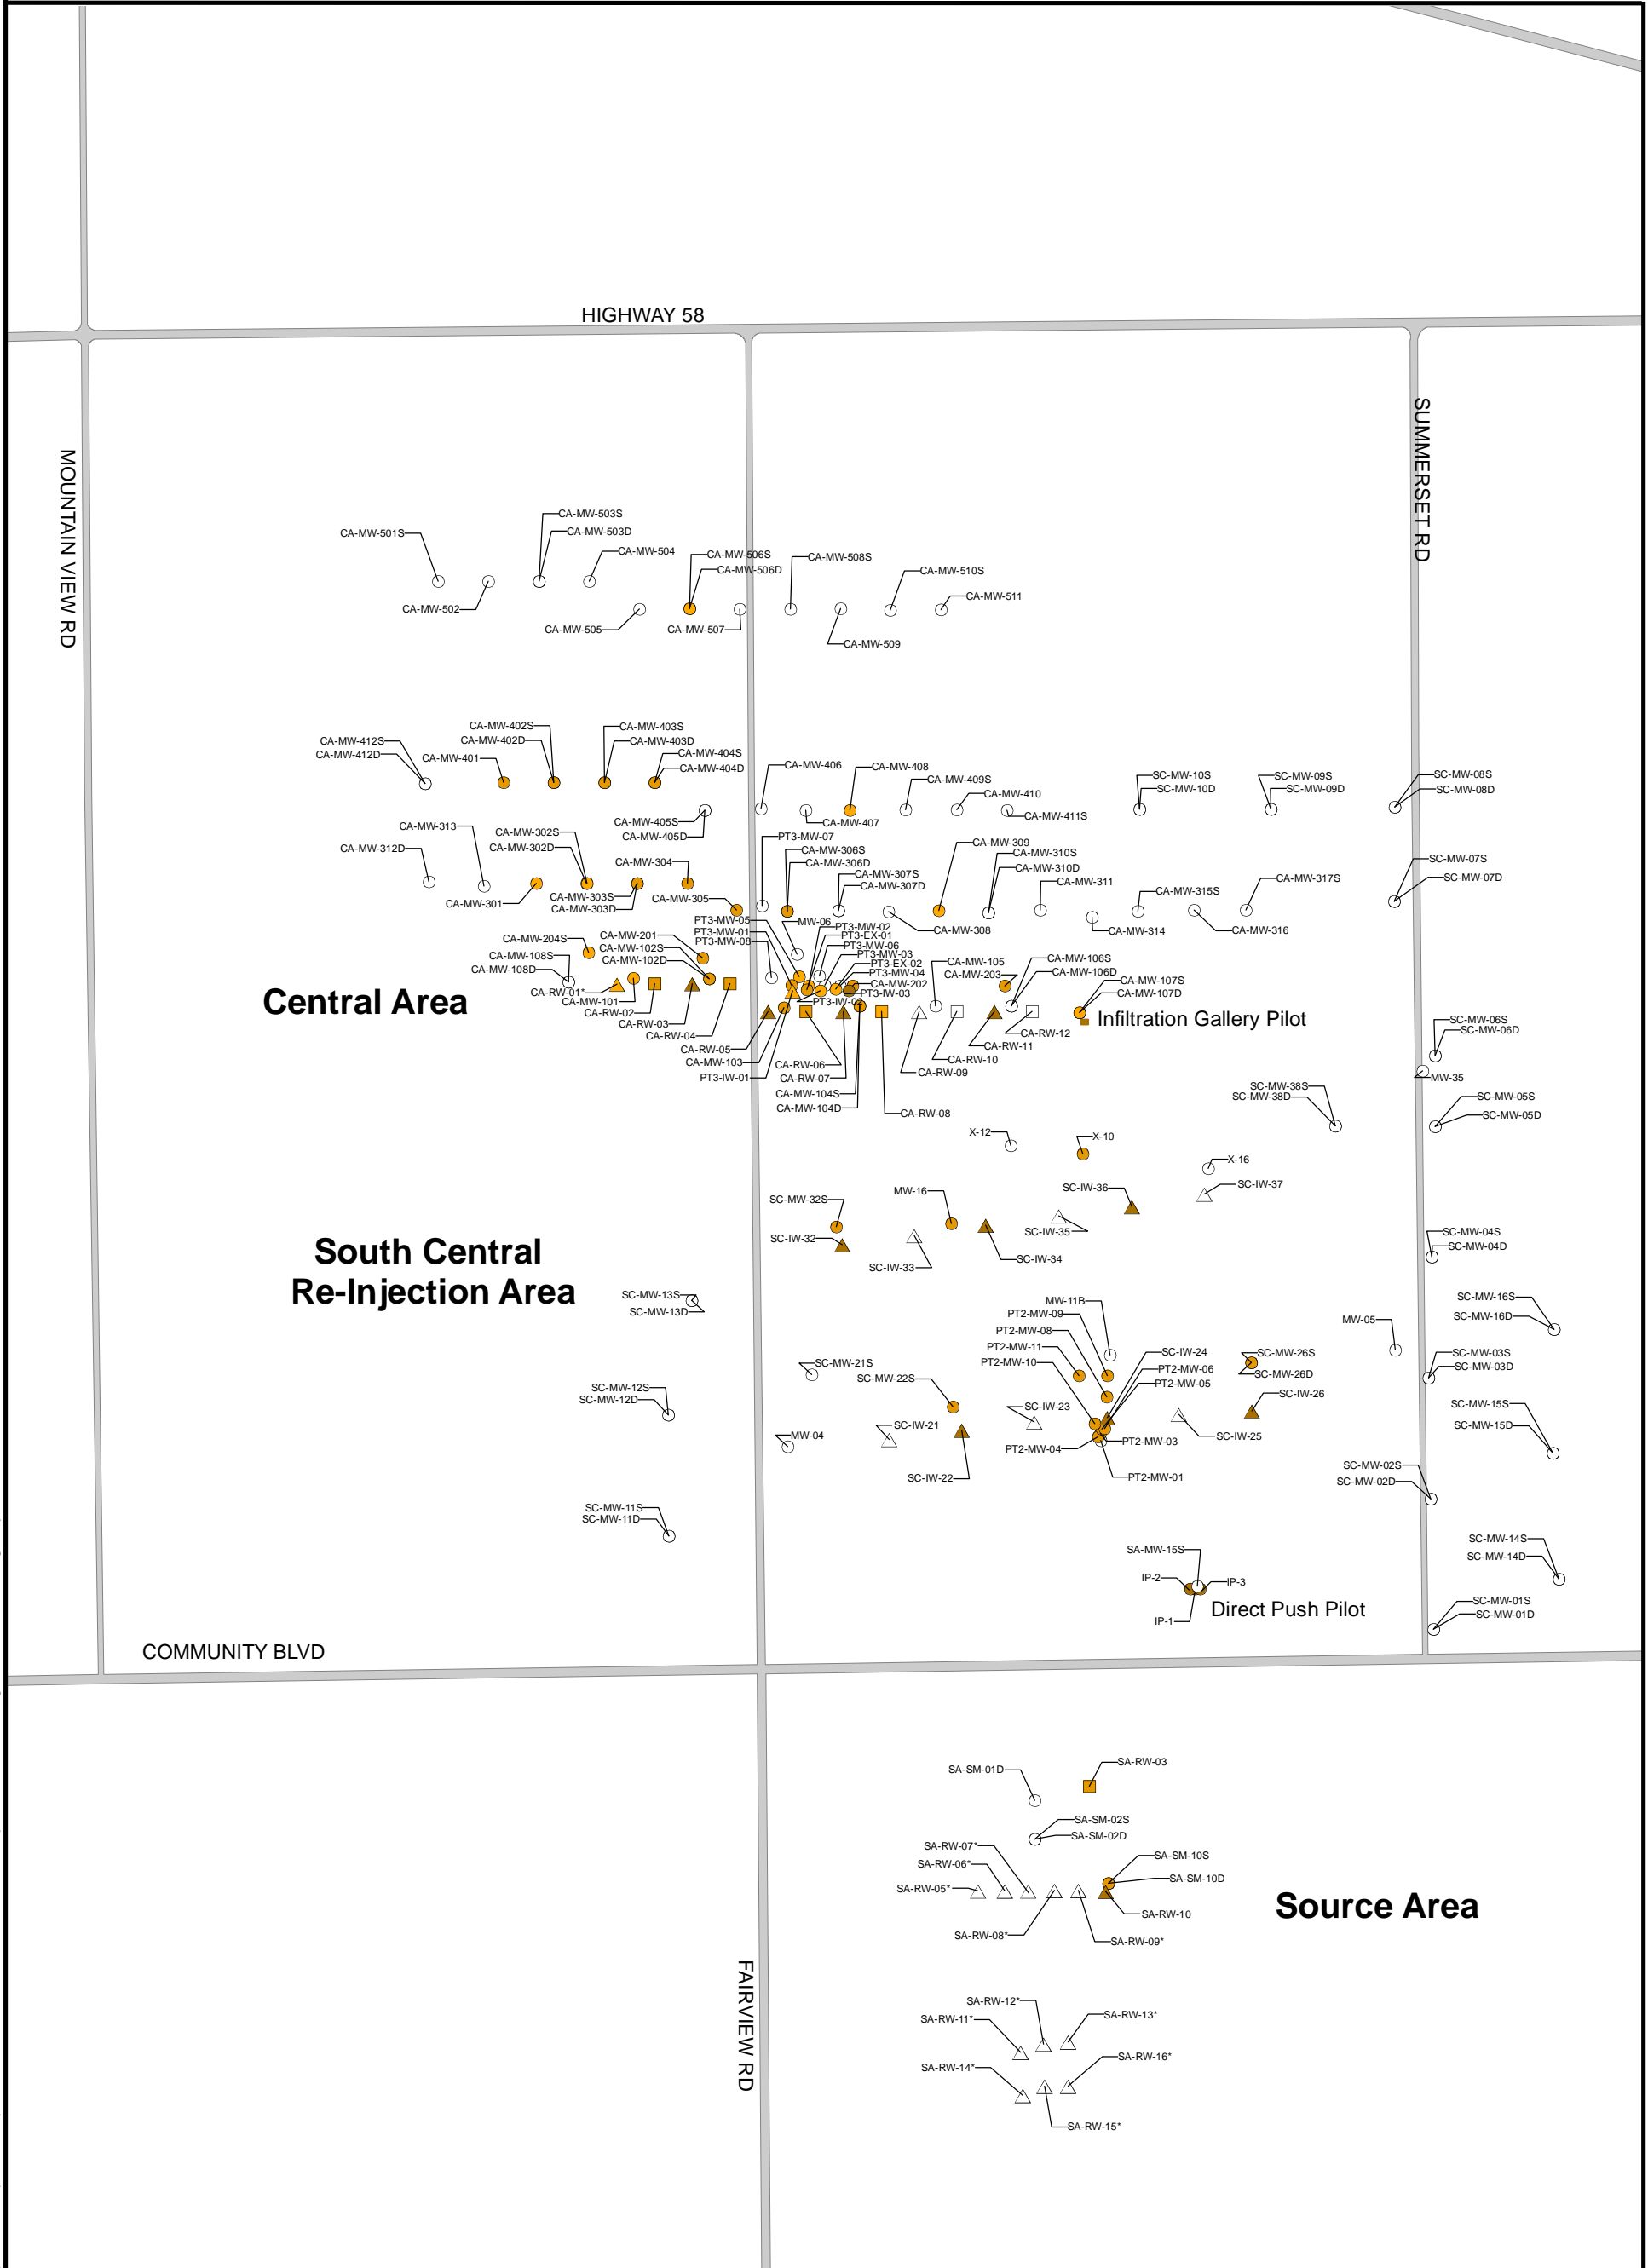 HIGHWAY 58
MOUNTAIN VIEW RD
SUMMERSET RD
CA-MW-503S
CA-MW-501S
CA-MW-503D
CA-MW-504
CA-MW-506S
CA-MW-508S
CA-MW-506D
CA-MW-510S
CA-MW-511
CA-MW-502
CA-MW-505
CA-MW-507
CA-MW-509
CA-MW-402S
CA-MW-403S
CA-MW-412S
CA-MW-402D
CA-MW-403D
CA-MW-412D
CA-MW-401
CA-MW-404S
CA-MW-404D
CA-MW-406
CA-MW-408
CA-MW-409S
CA-MW-410
SC-MW-10S
SC-MW-10D
SC-MW-09S
SC-MW-09D
SC-MW-08S
SC-MW-08D
CA-MW-411S
CA-MW-407
CA-MW-405S
CA-MW-405D
CA-MW-313
CA-MW-302S
CA-MW-312D
CA-MW-302D
CA-MW-304
PT3-MW-07
CA-MW-306S
CA-MW-306D
CA-MW-307S
CA-MW-307D
CA-MW-309
CA-MW-310S
CA-MW-310D
CA-MW-311
CA-MW-315S
CA-MW-317S
SC-MW-07S
SC-MW-07D
CA-MW-301
CA-MW-303S
CA-MW-303D
CA-MW-305
PT3-MW-05
PT3-MW-01
PT3-MW-08
MW-06
PT3-MW-02
PT3-EX-01
PT3-MW-06
PT3-MW-03
PT3-EX-02
PT3-MW-04
CA-MW-202
PT3-IW-03
PT3-IW-02
CA-MW-308
CA-MW-314
CA-MW-316
CA-MW-204S
CA-MW-201
CA-MW-108S
CA-MW-102S
CA-MW-108D
CA-MW-102D
CA-MW-105
CA-MW-203
CA-MW-106S
CA-MW-106D
CA-MW-107S
CA-MW-107D
Central Area
CA-RW-01*
CA-MW-101
CA-RW-02
CA-RW-03
CA-RW-04
CA-RW-05
CA-MW-103
PT3-IW-01
CA-RW-06
CA-RW-07
CA-MW-104S
CA-MW-104D
CA-RW-08
CA-RW-09
CA-RW-10
CA-RW-11
CA-RW-12
Infiltration Gallery Pilot
SC-MW-06S
SC-MW-06D
MW-35
SC-MW-38S
SC-MW-38D
SC-MW-05S
SC-MW-05D
X-12
X-10
X-16
SC-IW-36
SC-IW-37
SC-MW-32S
MW-16
SC-IW-32
SC-IW-33
SC-IW-34
SC-IW-35
SC-MW-04S
SC-MW-04D
South Central
Re-Injection Area
SC-MW-13S
SC-MW-13D
MW-11B
PT2-MW-09
PT2-MW-08
PT2-MW-11
PT2-MW-10
MW-05
SC-MW-16S
SC-MW-16D
SC-MW-21S
SC-MW-22S
SC-IW-24
PT2-MW-06
PT2-MW-05
SC-MW-26S
SC-MW-26D
SC-IW-26
SC-MW-03S
SC-MW-03D
SC-MW-12S
SC-MW-12D
SC-IW-23
SC-IW-21
MW-04
PT2-MW-04
PT2-MW-03
SC-IW-25
SC-MW-15S
SC-MW-15D
SC-IW-22
PT2-MW-01
SC-MW-02S
SC-MW-02D
SC-MW-11S
SC-MW-11D
SA-MW-15S
IP-2
IP-3
IP-1
Direct Push Pilot
SC-MW-14S
SC-MW-14D
SC-MW-01S
SC-MW-01D
COMMUNITY BLVD
SA-SM-01D
SA-RW-03
SA-SM-02S
SA-SM-02D
SA-RW-07*
SA-RW-06*
SA-RW-05*
SA-SM-10S
SA-SM-10D
SA-RW-10
SA-RW-08*
SA-RW-09*
Source Area
FAIRVIEW RD
SA-RW-12*
SA-RW-11*
SA-RW-13*
SA-RW-14*
SA-RW-16*
SA-RW-15*